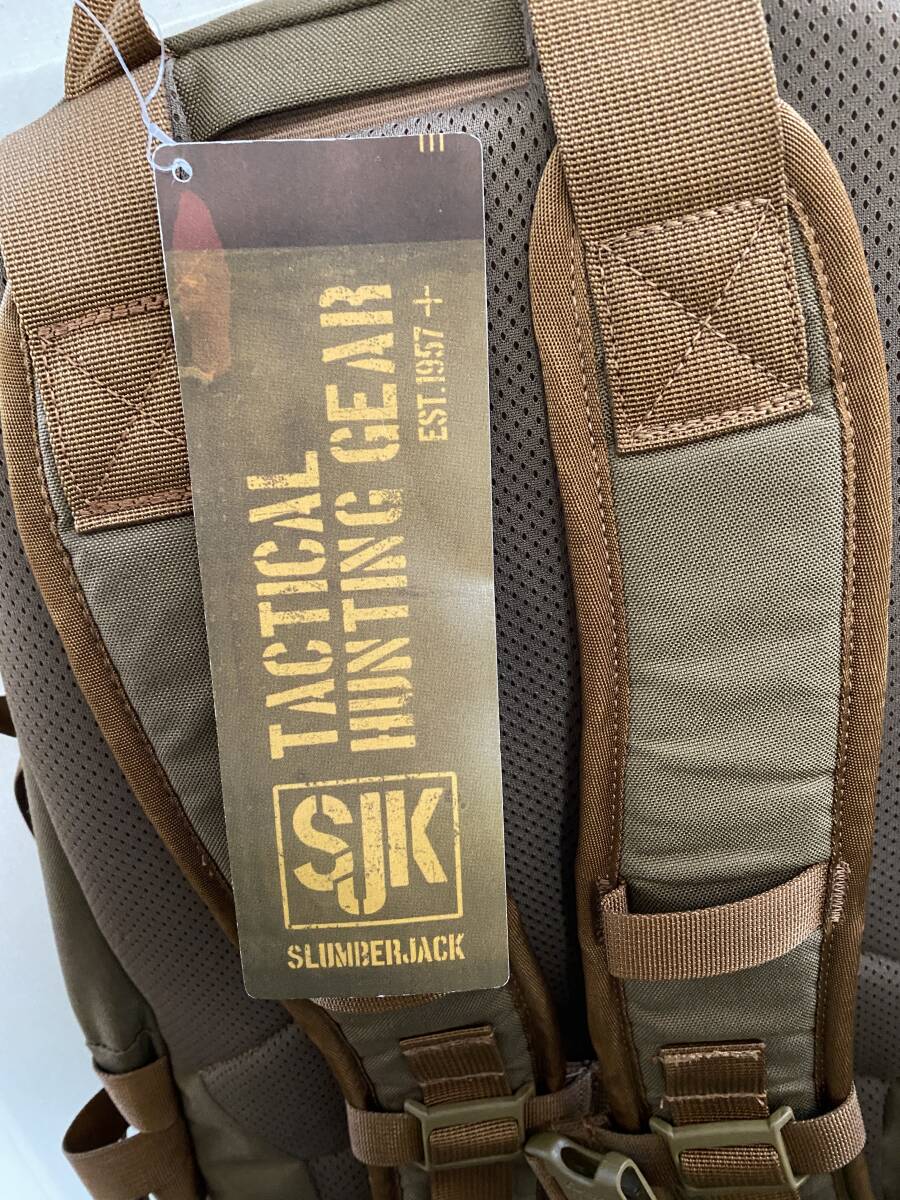 TACTICAL
HUNTING GEAR
EST.1957
SJK
SLUMBERJACK